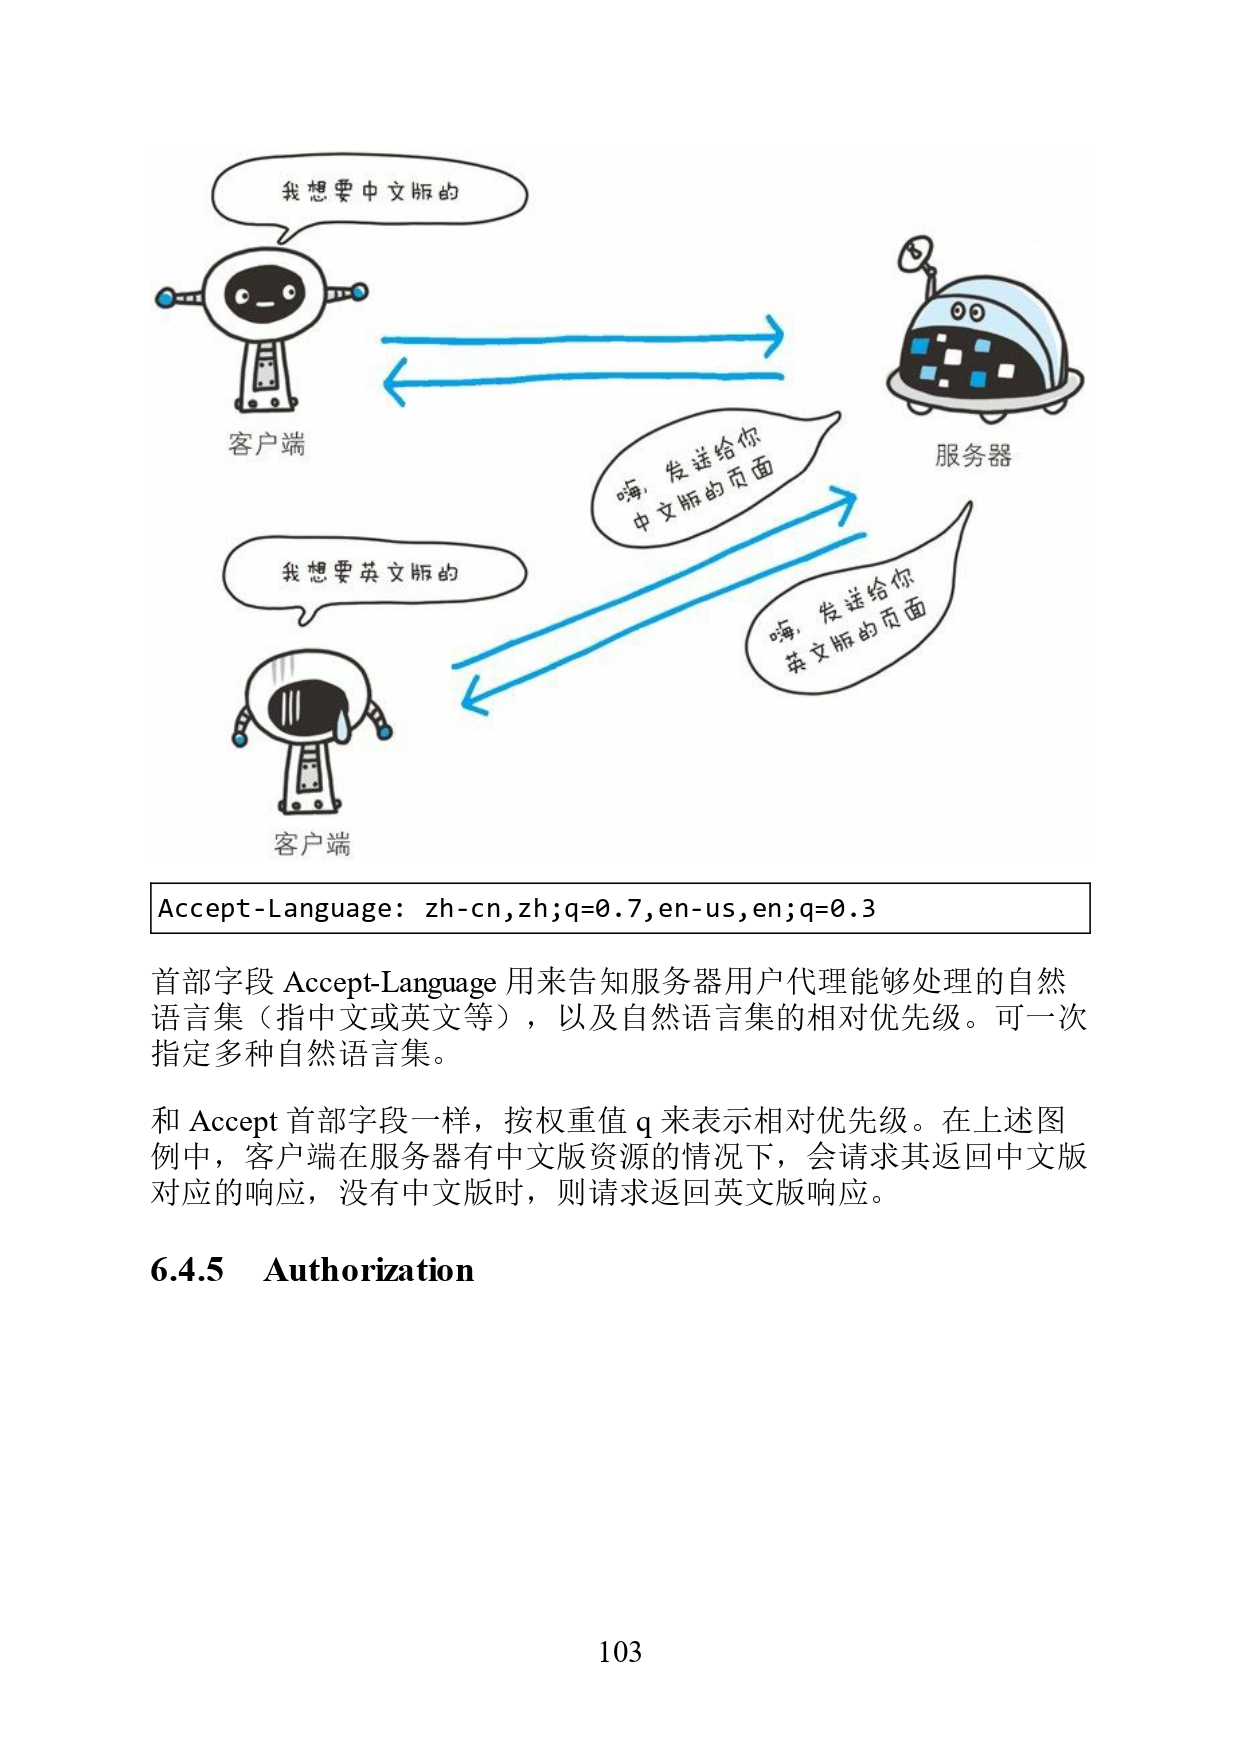 我想要中文版的
客户端
服务器
嗨，发送给你
中文版的页面
我想要英文版的
嗨，发送给你
英文版的页面
客户端
Accept-Language: zh-cn,zh;q=0.7,en-us,en;q=0.3
首部字段 Accept-Language 用来告知服务器用户代理能够处理的自然
语言集（指中文或英文等），以及自然语言集的相对优先级。可一次
指定多种自然语言集。
和 Accept 首部字段一样，按权重值 q 来表示相对优先级。在上述图
例中，客户端在服务器有中文版资源的情况下，会请求其返回中文版
对应的响应，没有中文版时，则请求返回英文版响应。
6.4.5 Authorization
103